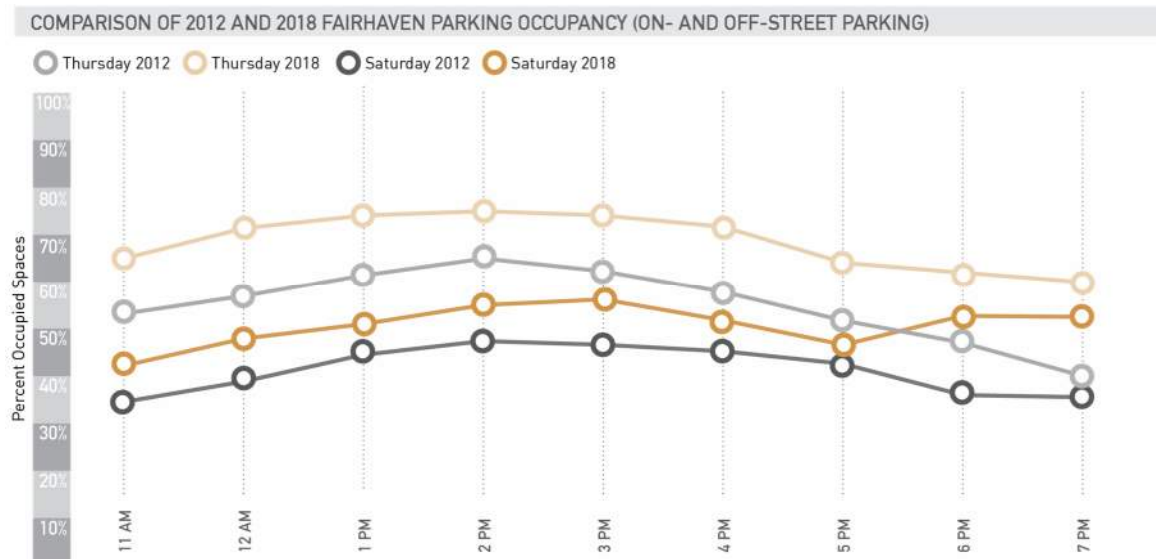 COMPARISON OF 2012 AND 2018 FAIRHAVEN PARKING OCCUPANCY (ON- AND OFF-STREET PARKING)
Thursday 2012 Thursday 2018 Saturday 2012 Saturday 2018
Percent Occupied Spaces
100%
90%
80%
70%
60%
50%
40%
30%
20%
10%
11 AM
12 AM
1 PM
2 PM
3 PM
4 PM
5 PM
6 PM
7 PM